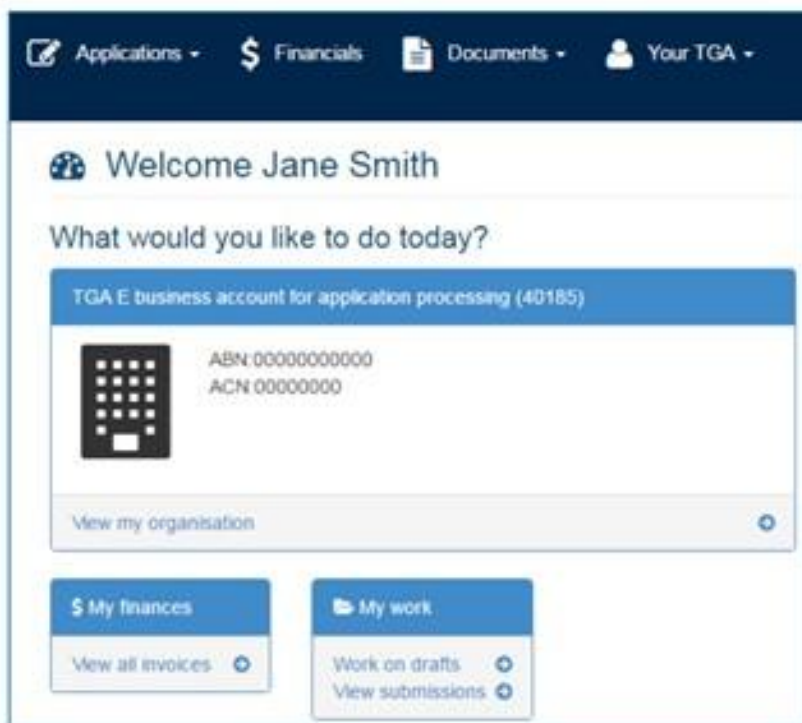 Applications Financials Documents Your TGA
Welcome Jane Smith
What would you like to do today?
TGA E business account for application processing (40185)
ABN:00000000000
ACN:00000000
View my organisation
$ My finances
My work
View all invoices
Work on drafts
View submissions